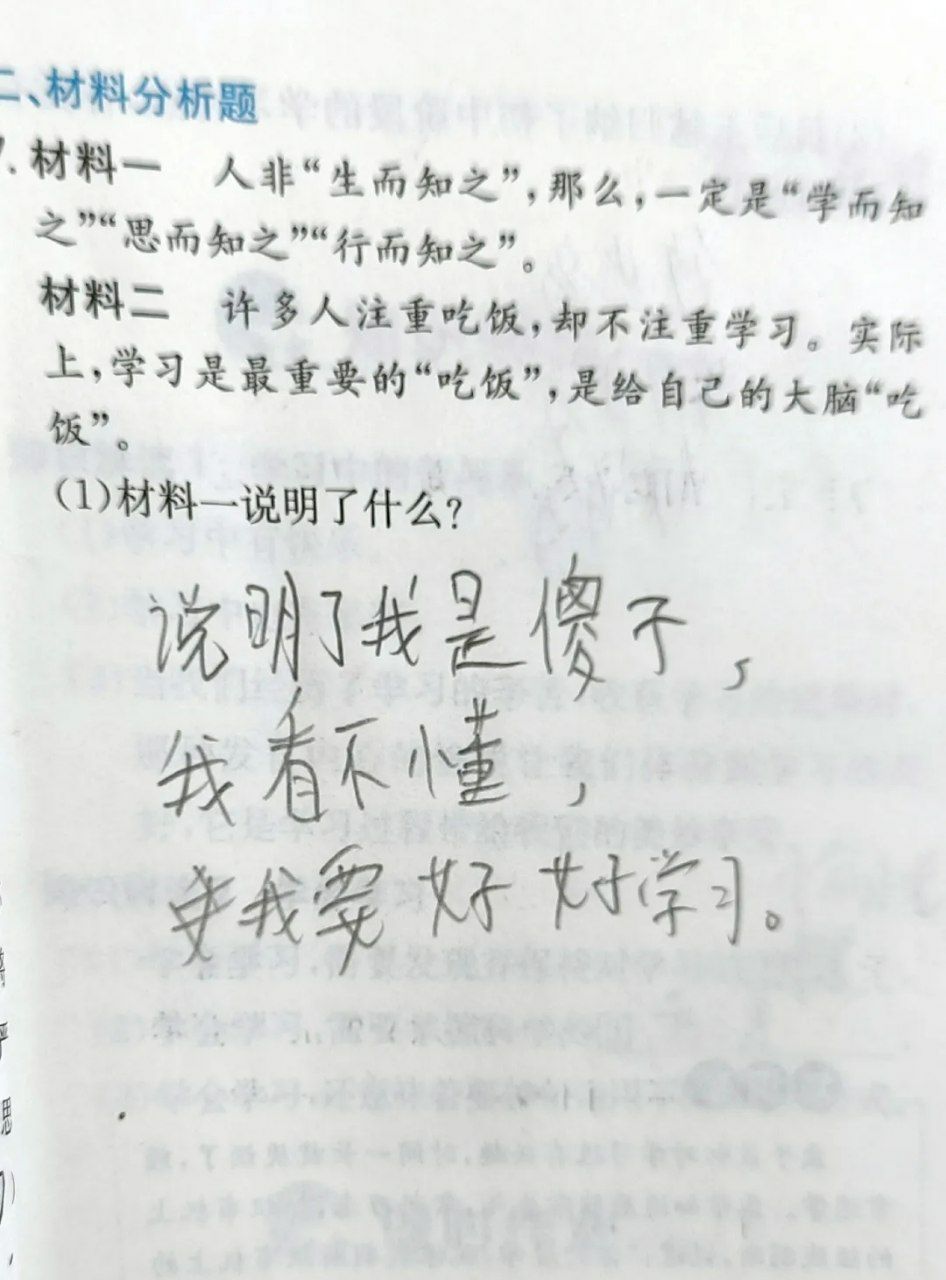 二、材料分析题
7. 材料一 人非“生而知之”，那么，一定是“学而知
之”“思而知之”“行而知之”。
材料二 许多人注重吃饭，却不注重学习。实际
上，学习是最重要的“吃饭”，是给自己的大脑“吃
饭”。
(1)材料一说明了什么?
说明了我是傻子，
我看不懂，
我要好好学习。